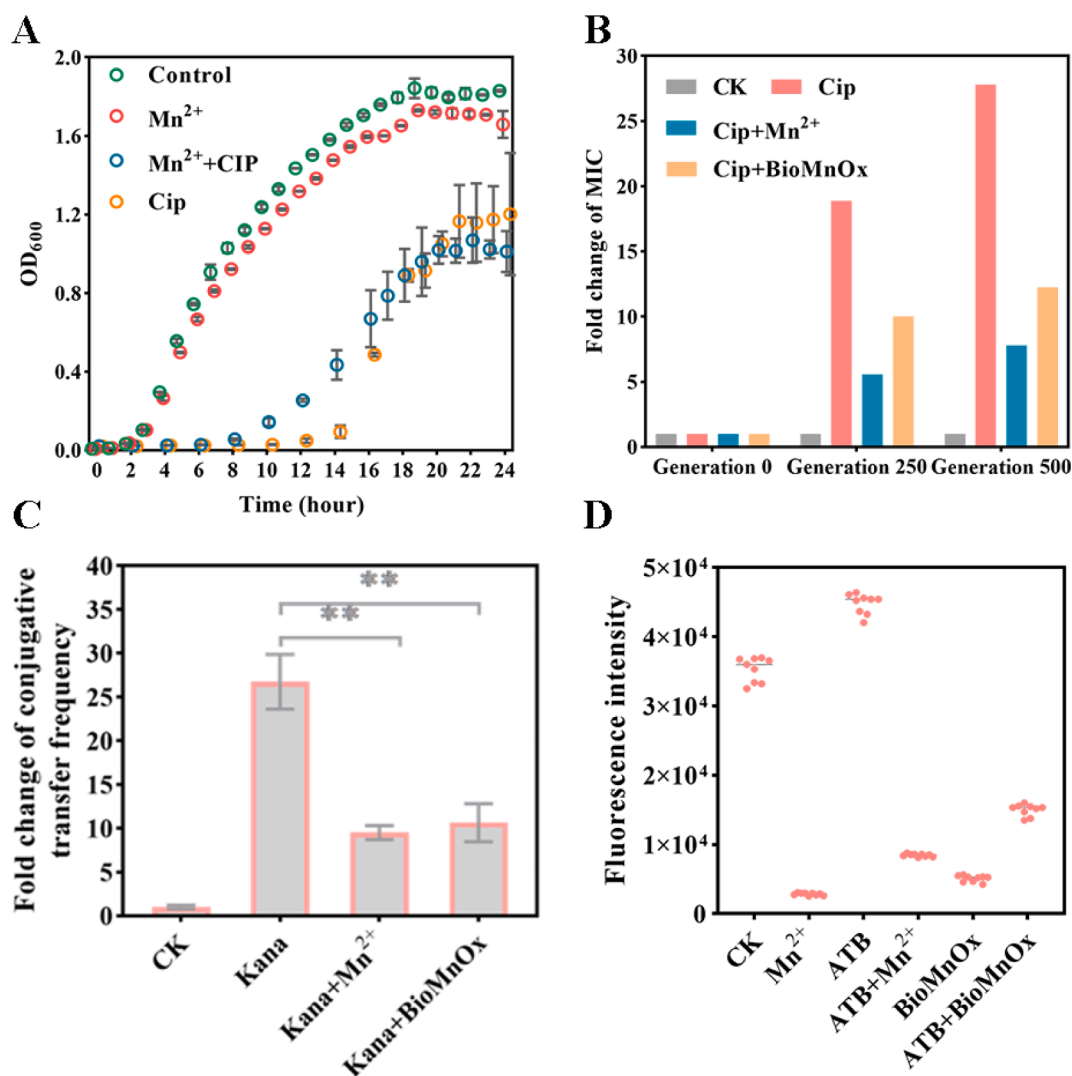 A
2.0
1.6
1.2
0.8
0.4
0.0
OD600
Control
Mn2+
Mn2++CIP
Cip
0 2 4 6 8 10 12 14 16 18 20 22 24
Time (hour)
B
30
25
20
15
10
5
0
Fold change of MIC
CK Cip
Cip+Mn2+
Cip+BioMnOx
Generation 0 Generation 250 Generation 500
C
40
35
30
25
20
15
10
5
0
Fold change of conjugative
transfer frequency
**
**
CK Kana Kana+Mn2+ Kana+BioMnOx
D
5×104
4×104
3×104
2×104
1×104
0
Fluorescence intensity
CK Mn2+ ATB ATB+Mn2+ BioMnOx ATB+BioMnOx